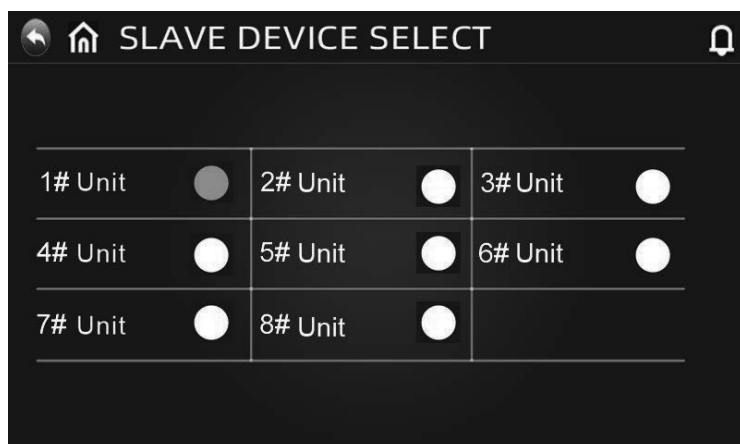 SLAVE DEVICE SELECT
1# Unit 2# Unit 3# Unit
4# Unit 5# Unit 6# Unit
7# Unit 8# Unit